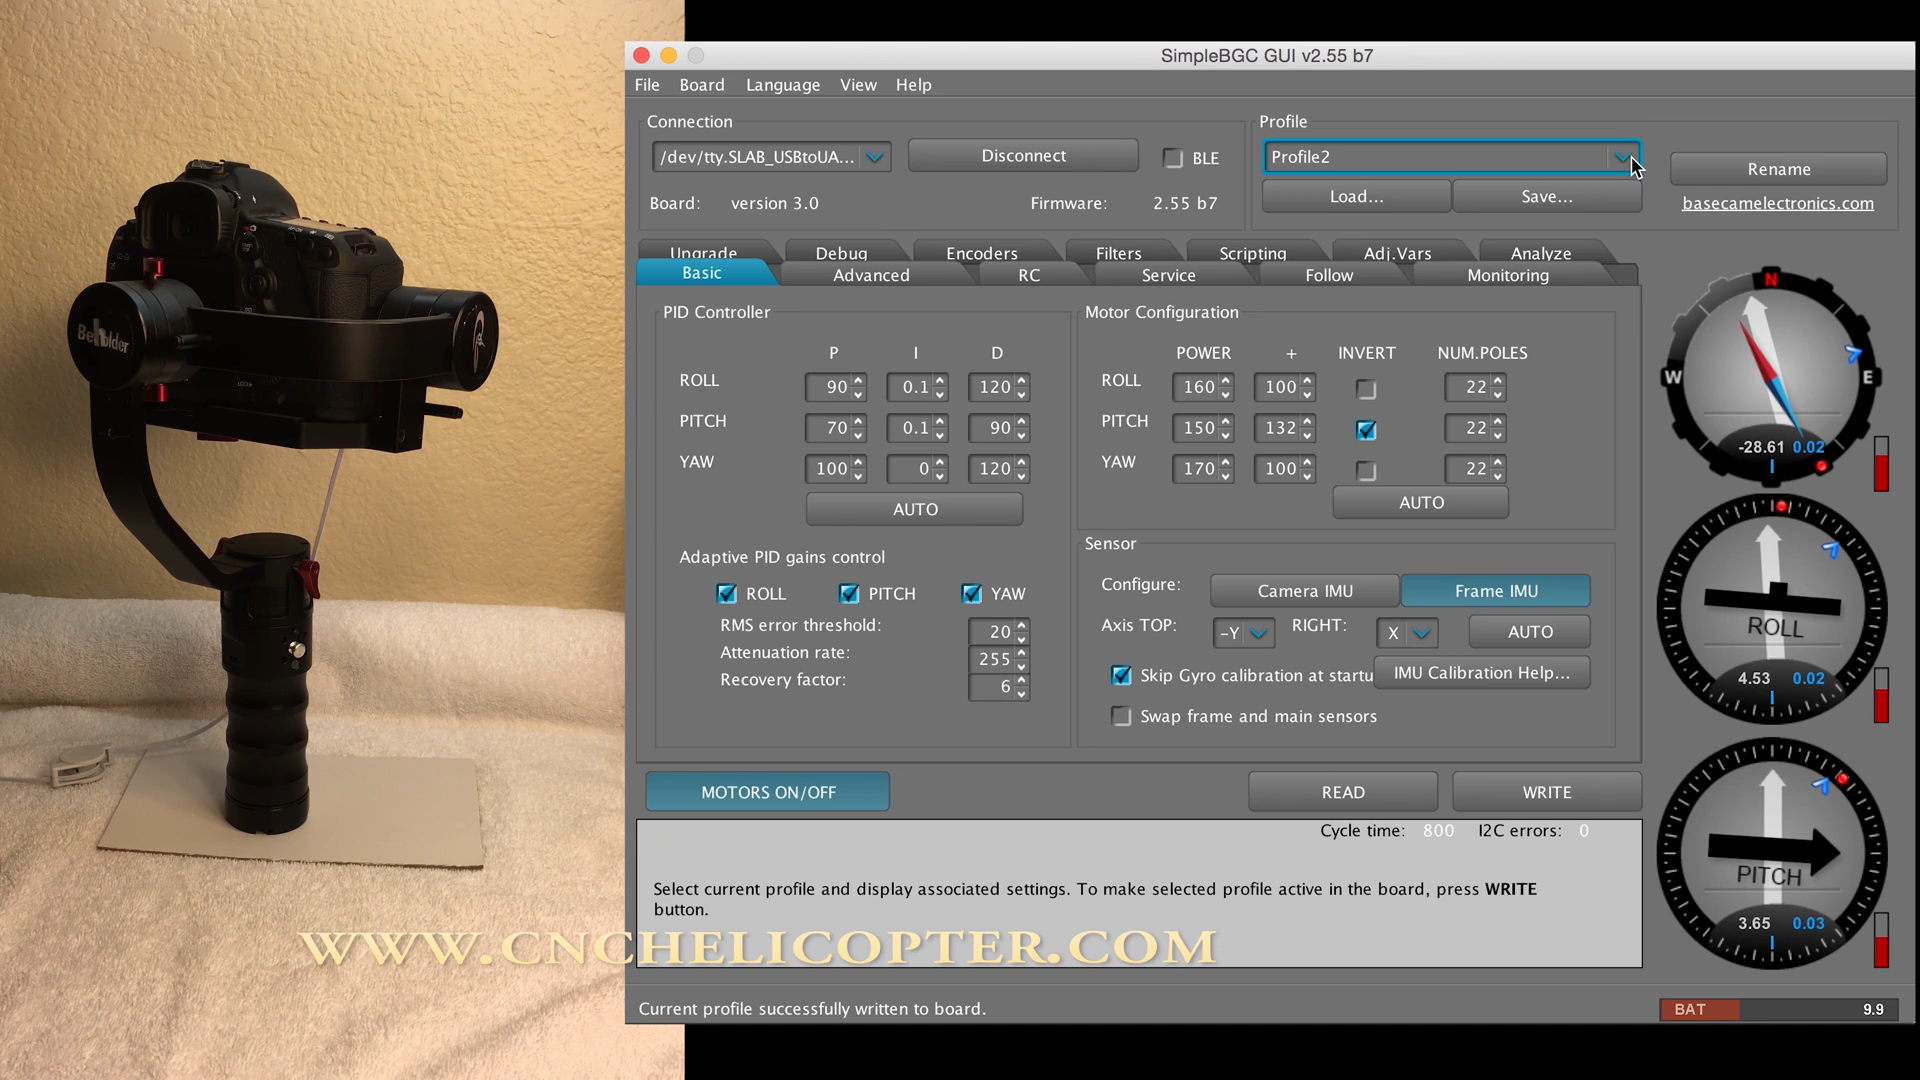 SimpleBGC GUI v2.55 b7
File Board Language View Help
Connection
/dev/tty.SLAB_USBtoUA...
Disconnect
BLE
Board: version 3.0
Firmware: 2.55 b7
Profile
Profile2
Load...
Save...
Rename
basecamelectronics.com
Upgrade Debug Encoders Filters Scripting Adj.Vars Analyze
Basic Advanced RC Service Follow Monitoring
PID Controller
P I D
ROLL 90 0.1 120
PITCH 70 0.1 90
YAW 100 0 120
AUTO
Adaptive PID gains control
ROLL PITCH YAW
RMS error threshold: 20
Attenuation rate: 255
Recovery factor: 6
Motor Configuration
POWER + INVERT NUM.POLES
ROLL 160 100 22
PITCH 150 132 22
YAW 170 100 22
AUTO
Sensor
Configure: Camera IMU Frame IMU
Axis TOP: -Y RIGHT: X AUTO
Skip Gyro calibration at startu
IMU Calibration Help...
Swap frame and main sensors
MOTORS ON/OFF
READ
WRITE
Cycle time: 800 I2C errors: 0
Select current profile and display associated settings. To make selected profile active in the board, press WRITE
button.
N
W
E
-28.61 0.02
ROLL
4.53 0.02
PITCH
3.65 0.03
Current profile successfully written to board.
BAT 9.9
Beholder
WWW.CNCHELICOPTER.COM